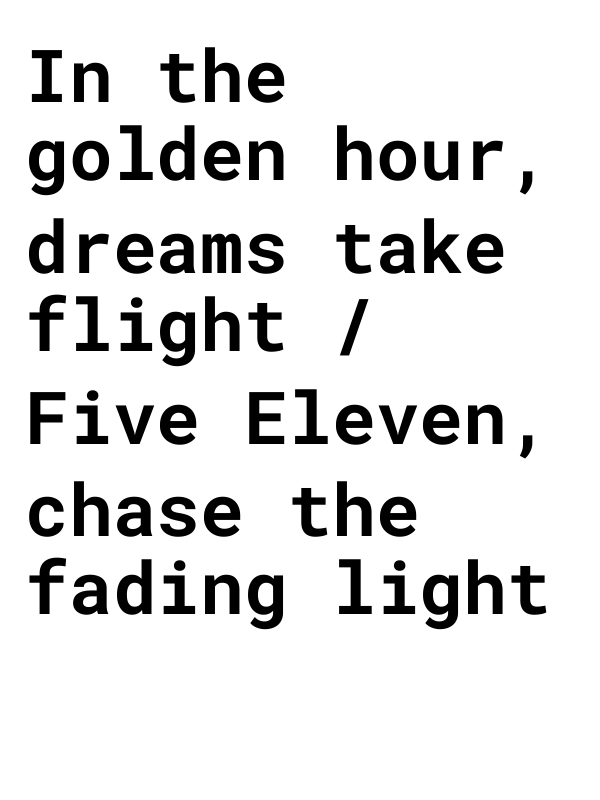 In the
golden hour,
dreams take
flight /
Five Eleven,
chase the
fading light